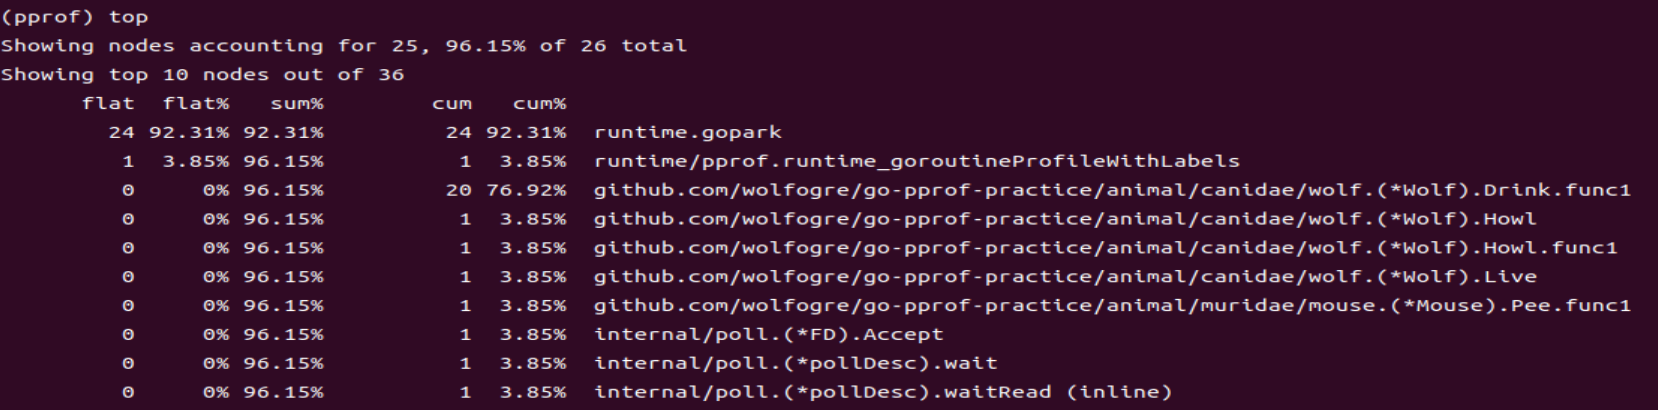 (pprof) top
Showing nodes accounting for 25, 96.15% of 26 total
Showing top 10 nodes out of 36
flat flat% sum% cum cum%
24 92.31% 92.31% 24 92.31% runtime.gopark
1 3.85% 96.15% 1 3.85% runtime/pprof.runtime_goroutineProfileWithLabels
0 0% 96.15% 20 76.92% github.com/wolfogre/go-pprof-practice/animal/canidae/wolf.(*Wolf).Drink.func1
0 0% 96.15% 1 3.85% github.com/wolfogre/go-pprof-practice/animal/canidae/wolf.(*Wolf).Howl
0 0% 96.15% 1 3.85% github.com/wolfogre/go-pprof-practice/animal/canidae/wolf.(*Wolf).Howl.func1
0 0% 96.15% 1 3.85% github.com/wolfogre/go-pprof-practice/animal/canidae/wolf.(*Wolf).Live
0 0% 96.15% 1 3.85% github.com/wolfogre/go-pprof-practice/animal/muridae/mouse.(*Mouse).Pee.func1
0 0% 96.15% 1 3.85% internal/poll.(*FD).Accept
0 0% 96.15% 1 3.85% internal/poll.(*pollDesc).wait
0 0% 96.15% 1 3.85% internal/poll.(*pollDesc).waitRead (inline)